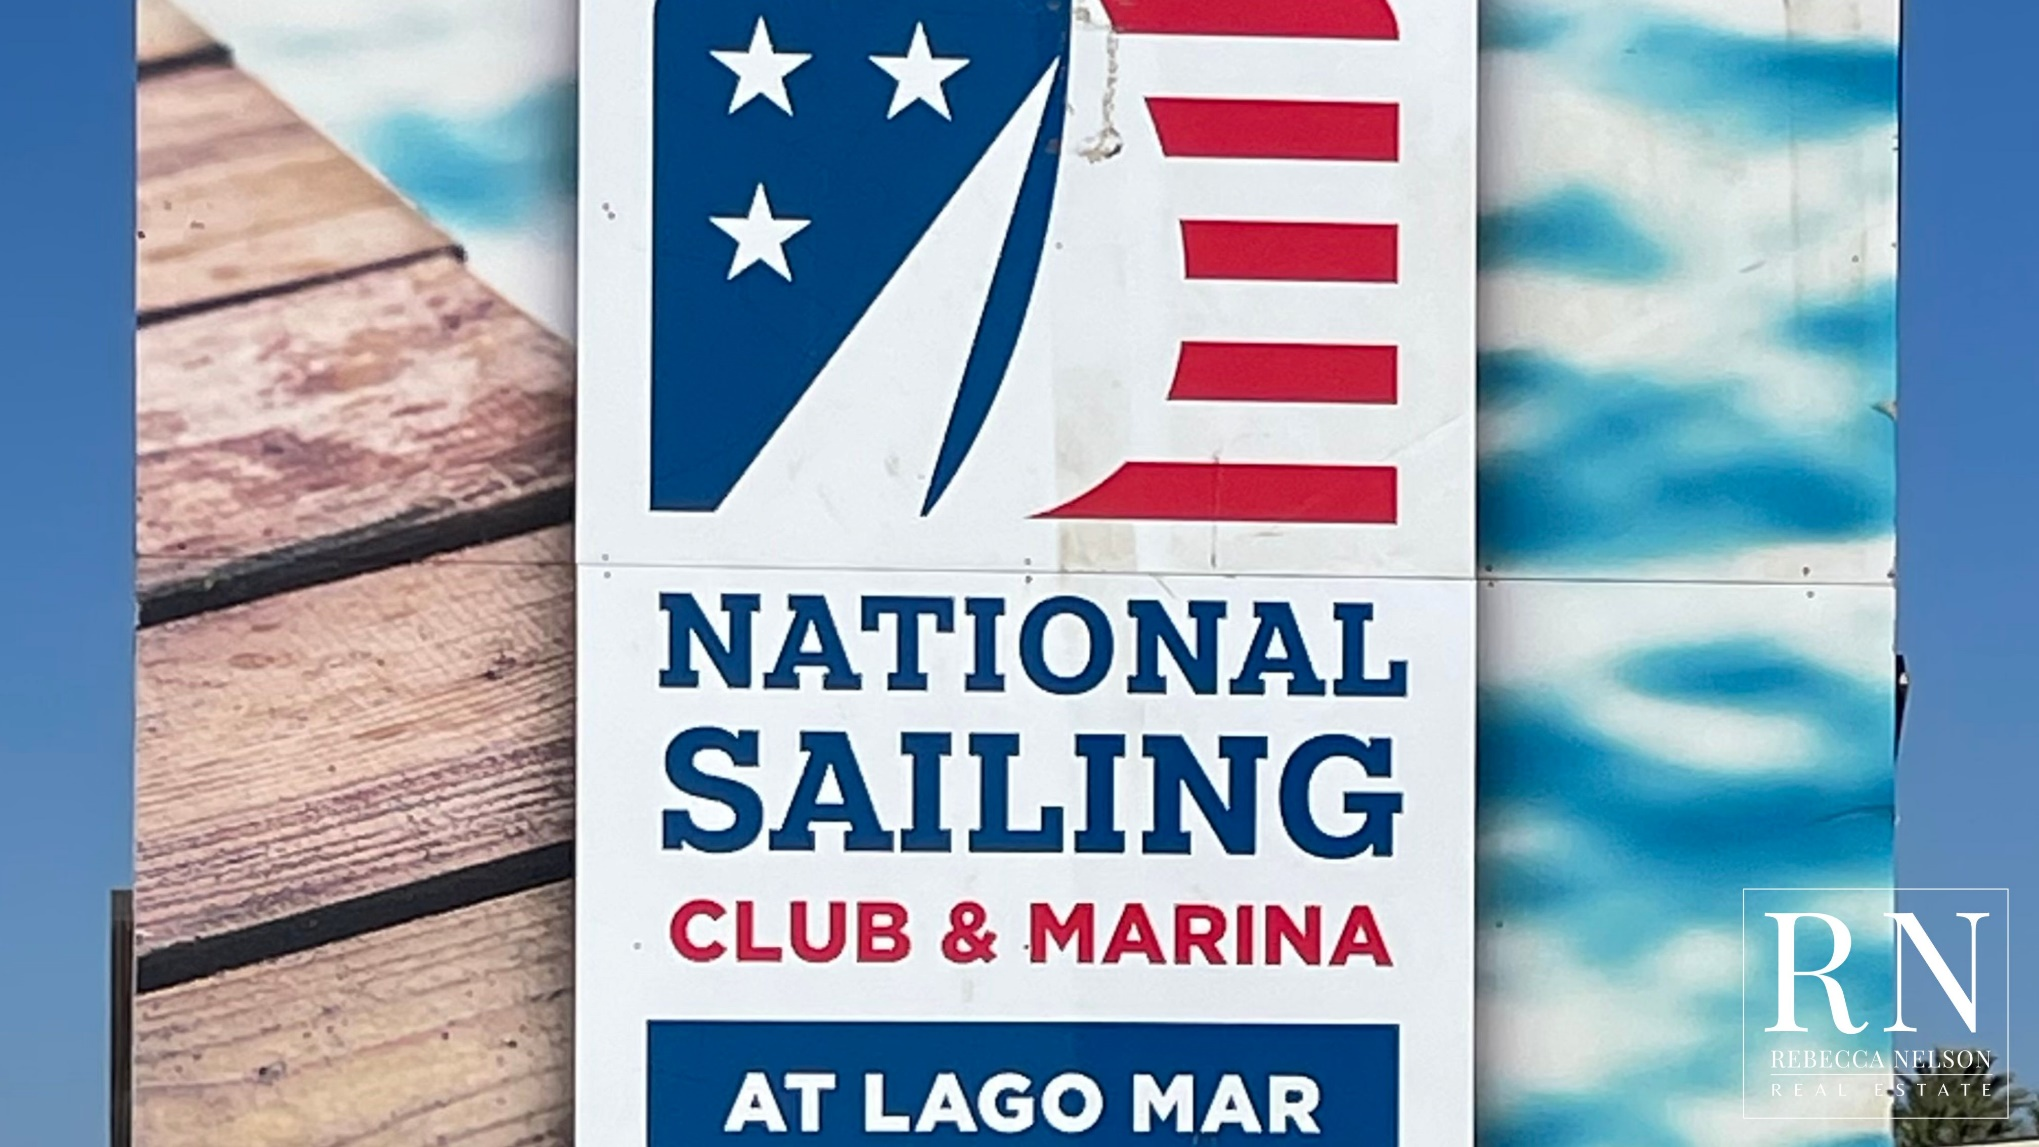 NATIONAL
SAILING
CLUB & MARINA
AT LAGO MAR
RN
REBECCA NELSON
REAL ESTATE